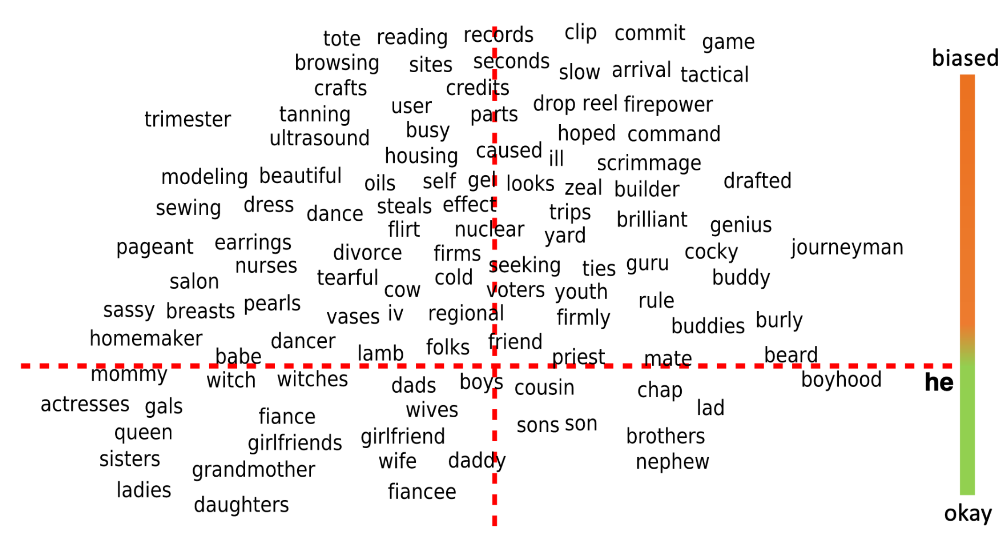 tote reading records clip commit game
biased
browsing sites seconds slow arrival tactical
crafts credits
user drop reel firepower
trimester tanning parts
ultrasound busy hoped command
housing caused ill scrimmage
modeling beautiful oils self gel looks zeal builder drafted
sewing dress dance steals effect trips brilliant
flirt nuclear yard genius
pageant earrings divorce firms cocky journeyman
nurses seeking ties guru
salon tearful cow cold voters youth buddy
sassy breasts pearls vases iv regional firmly rule
buddies burly
homemaker dancer lamb folks friend
babe priest mate beard
mommy witch witches dads boys cousin chap boyhood he
actresses gals wives lad
fiance sons son
queen girlfriends girlfriend brothers
sisters grandmother wife daddy nephew
ladies fiancee
daughters okay